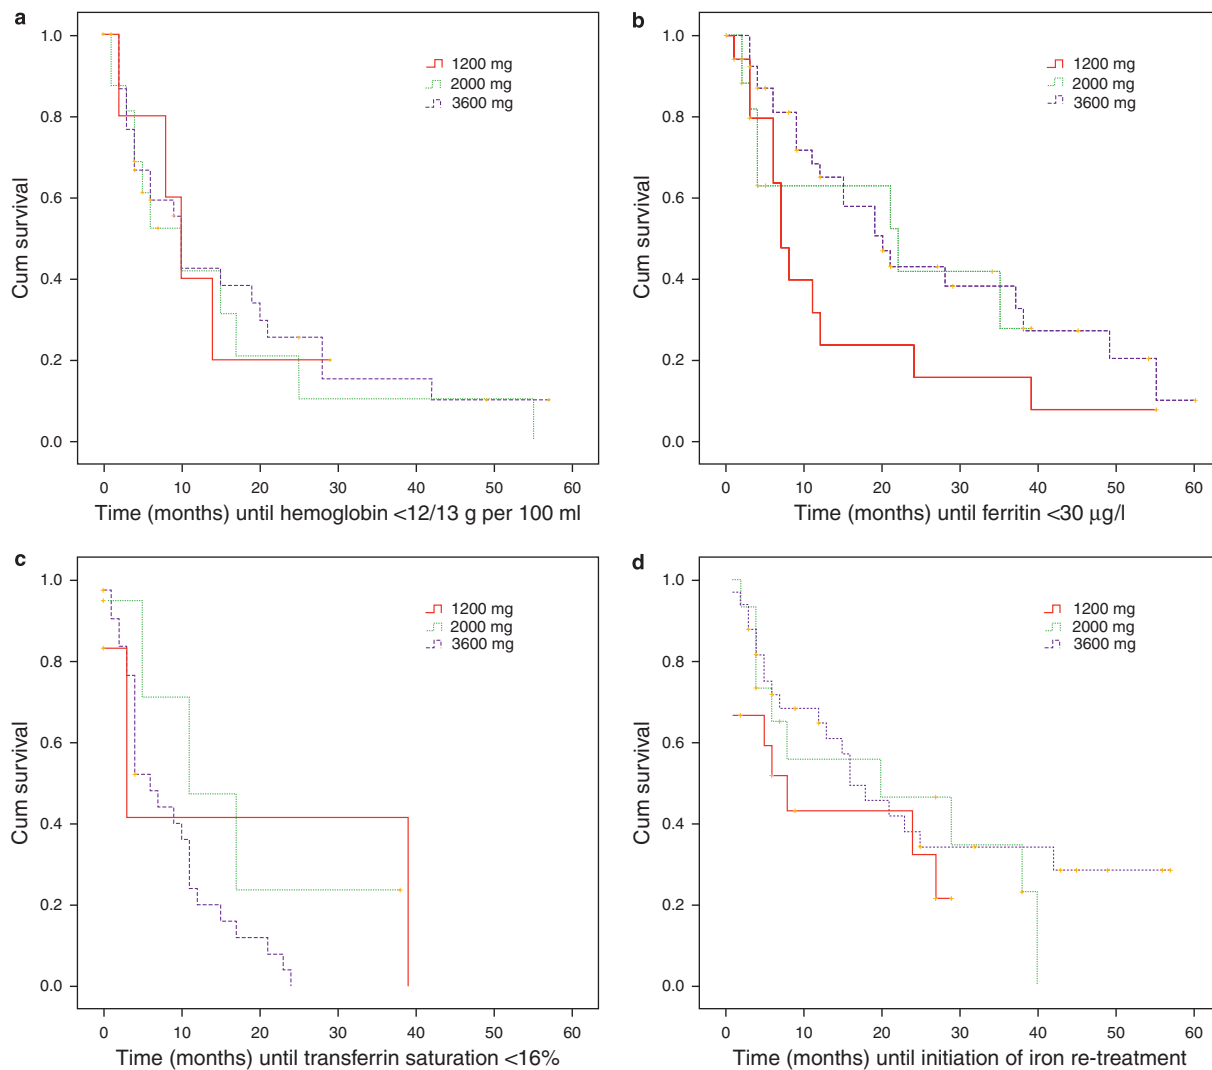 a
1.0
0.8
0.6
0.4
0.2
0.0
Cum survival
1200 mg
2000 mg
3600 mg
0 10 20 30 40 50 60
Time (months) until hemoglobin <12/13 g per 100 ml
b
1.0
0.8
0.6
0.4
0.2
0.0
Cum survival
1200 mg
2000 mg
3600 mg
0 10 20 30 40 50 60
Time (months) until ferritin <30 μg/l
c
1.0
0.8
0.6
0.4
0.2
0.0
Cum survival
1200 mg
2000 mg
3600 mg
0 10 20 30 40 50 60
Time (months) until transferrin saturation <16%
d
1.0
0.8
0.6
0.4
0.2
0.0
Cum survival
1200 mg
2000 mg
3600 mg
0 10 20 30 40 50 60
Time (months) until initiation of iron re-treatment